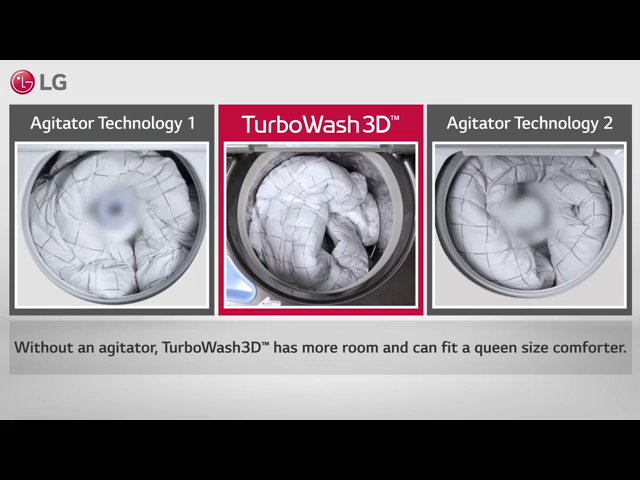 LG
Agitator Technology 1
TurboWash3D™
Agitator Technology 2
Without an agitator, TurboWash3D™ has more room and can fit a queen size comforter.